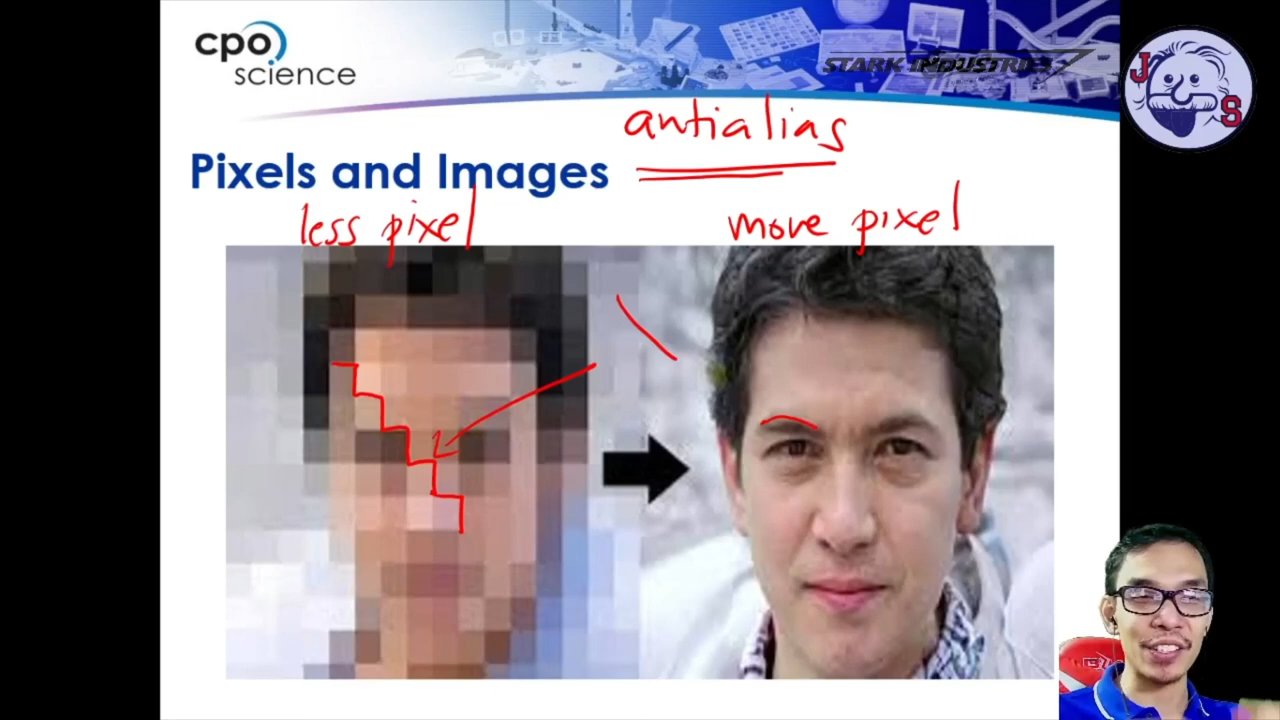 cpo
science
STARK INDUSTRIES
J
S
antialias
Pixels and Images
less pixel
more pixel